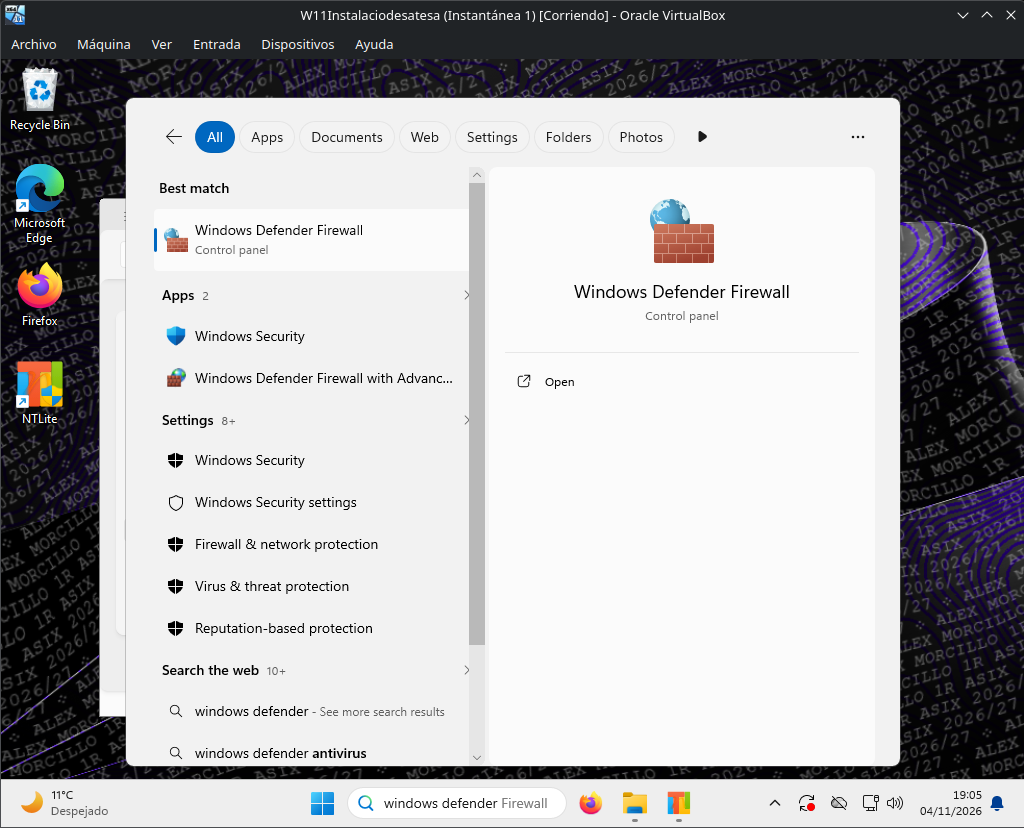 W11Instalaciodesatesa (Instantánea 1) [Corriendo] - Oracle VirtualBox
Archivo Máquina Ver Entrada Dispositivos Ayuda
Recycle Bin
Microsoft
Edge
Firefox
NTLite
All Apps Documents Web Settings Folders Photos
Best match
Windows Defender Firewall
Control panel
Apps 2
Windows Security
Windows Defender Firewall with Advanc...
Settings 8+
Windows Security
Windows Security settings
Firewall & network protection
Virus & threat protection
Reputation-based protection
Search the web 10+
windows defender - See more search results
windows defender antivirus
Windows Defender Firewall
Control panel
Open
ALEX MORCILLO 1R ASIX 2026/27
11°C
Despejado
windows defender Firewall
19:05
04/11/2026